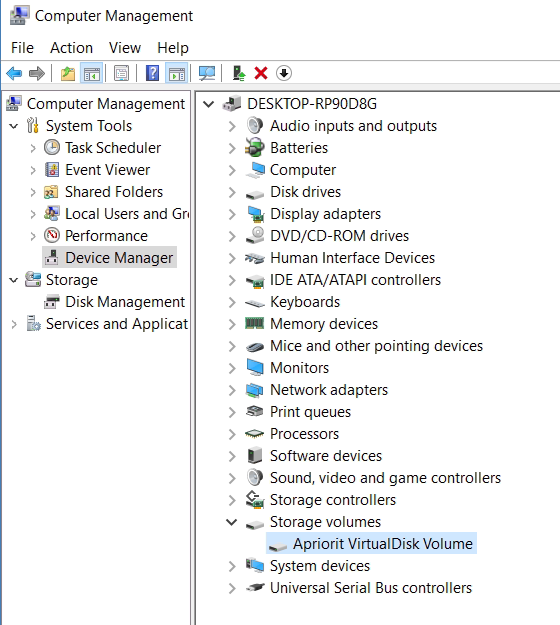 Computer Management
File Action View Help
Computer Management
System Tools
Task Scheduler
Event Viewer
Shared Folders
Local Users and Gr
Performance
Device Manager
Storage
Disk Management
Services and Applicat
DESKTOP-RP90D8G
Audio inputs and outputs
Batteries
Computer
Disk drives
Display adapters
DVD/CD-ROM drives
Human Interface Devices
IDE ATA/ATAPI controllers
Keyboards
Memory devices
Mice and other pointing devices
Monitors
Network adapters
Print queues
Processors
Software devices
Sound, video and game controllers
Storage controllers
Storage volumes
Apriorit VirtualDisk Volume
System devices
Universal Serial Bus controllers